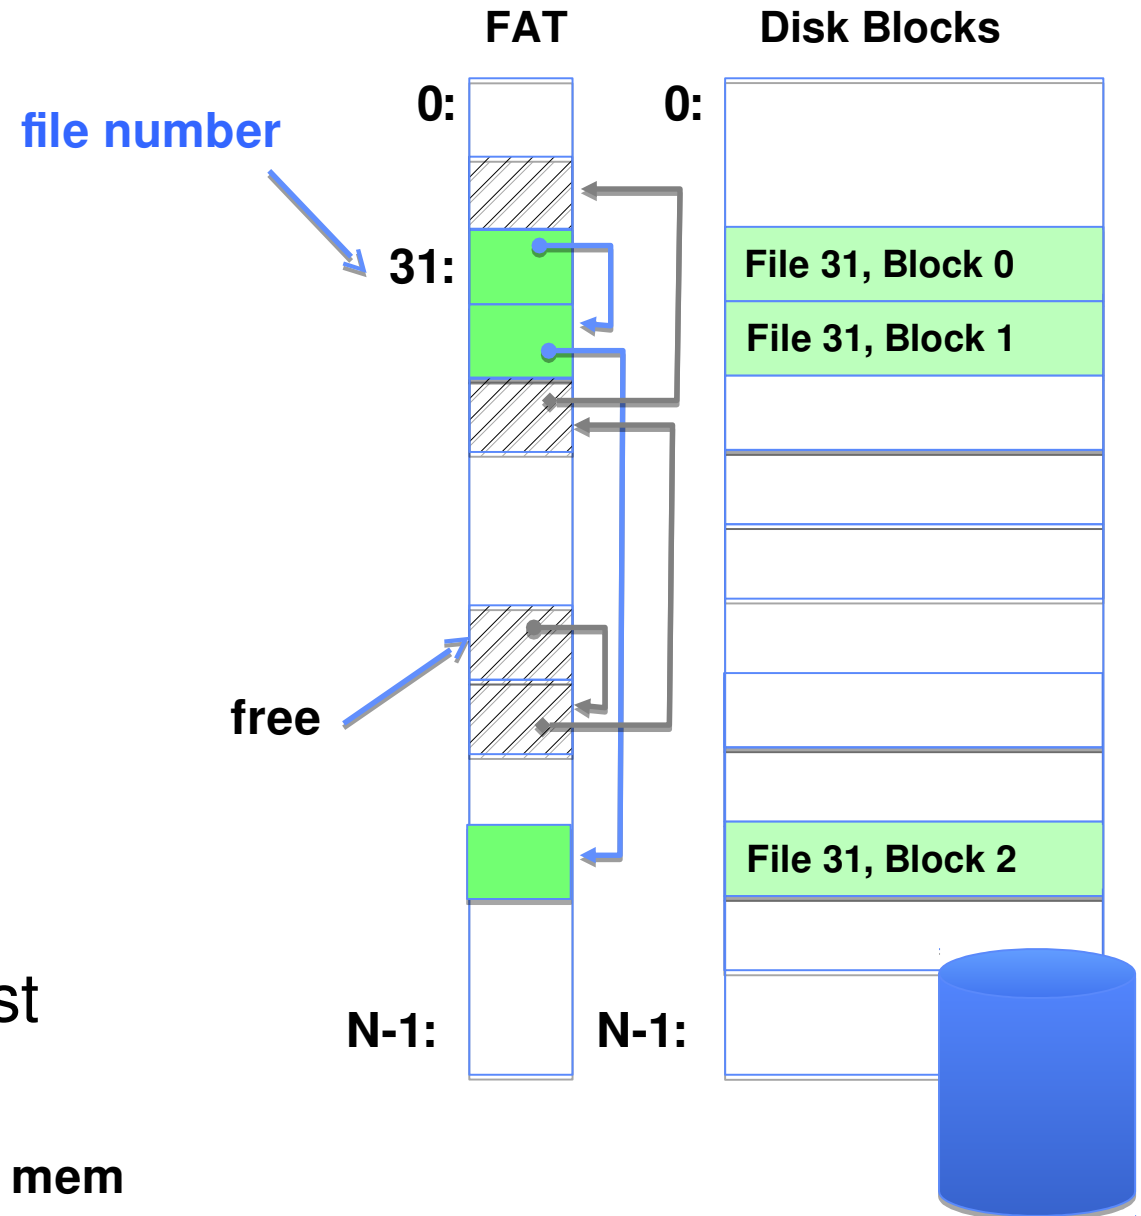 FAT Disk Blocks
0: 0:
file number
31: File 31, Block 0
File 31, Block 1
free
File 31, Block 2
st
N-1: N-1:
mem